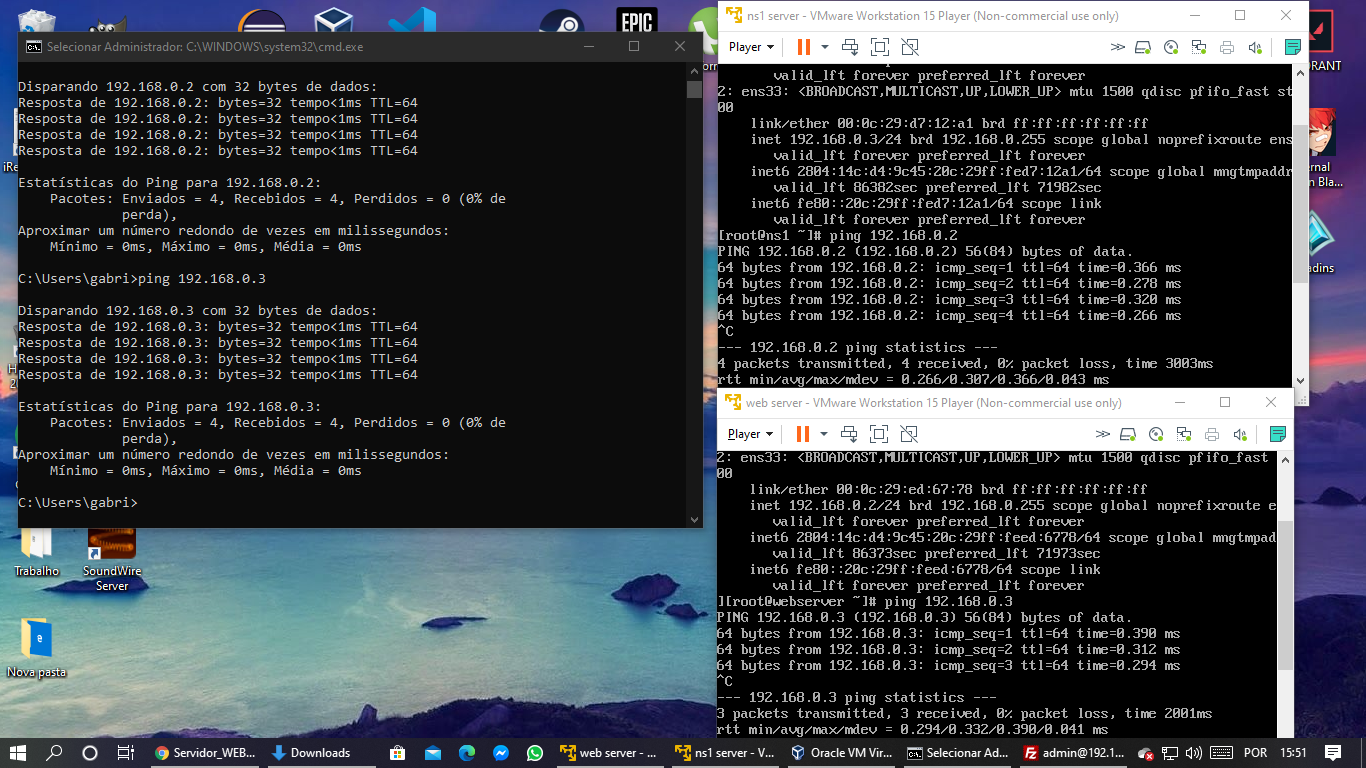 Selecionar Administrador: C:\WINDOWS\system32\cmd.exe
Disparando 192.168.0.2 com 32 bytes de dados:
Resposta de 192.168.0.2: bytes=32 tempo<1ms TTL=64
Resposta de 192.168.0.2: bytes=32 tempo<1ms TTL=64
Resposta de 192.168.0.2: bytes=32 tempo<1ms TTL=64
Resposta de 192.168.0.2: bytes=32 tempo<1ms TTL=64
Estatísticas do Ping para 192.168.0.2:
Pacotes: Enviados = 4, Recebidos = 4, Perdidos = 0 (0% de
perda),
Aproximar um número redondo de vezes em milissegundos:
Mínimo = 0ms, Máximo = 0ms, Média = 0ms
C:\Users\gabri>ping 192.168.0.3
Disparando 192.168.0.3 com 32 bytes de dados:
Resposta de 192.168.0.3: bytes=32 tempo<1ms TTL=64
Resposta de 192.168.0.3: bytes=32 tempo<1ms TTL=64
Resposta de 192.168.0.3: bytes=32 tempo<1ms TTL=64
Resposta de 192.168.0.3: bytes=32 tempo<1ms TTL=64
Estatísticas do Ping para 192.168.0.3:
Pacotes: Enviados = 4, Recebidos = 4, Perdidos = 0 (0% de
perda),
Aproximar um número redondo de vezes em milissegundos:
Mínimo = 0ms, Máximo = 0ms, Média = 0ms
C:\Users\gabri>
EPIC
ns1 server - VMware Workstation 15 Player (Non-commercial use only)
Player
valid_lft forever preferred_lft forever
2: ens33: <BROADCAST,MULTICAST,UP,LOWER_UP> mtu 1500 qdisc pfifo_fast st
00
link/ether 00:0c:29:d7:12:a1 brd ff:ff:ff:ff:ff:ff
inet 192.168.0.3/24 brd 192.168.0.255 scope global noprefixroute ens
valid_lft forever preferred_lft forever
inet6 2804:14c:d4:9c45:20c:29ff:fed7:12a1/64 scope global mngtmpaddr
valid_lft 86382sec preferred_lft 71982sec
inet6 fe80::20c:29ff:fed7:12a1/64 scope link
valid_lft forever preferred_lft forever
[root@ns1 ~]# ping 192.168.0.2
PING 192.168.0.2 (192.168.0.2) 56(84) bytes of data.
64 bytes from 192.168.0.2: icmp_seq=1 ttl=64 time=0.366 ms
64 bytes from 192.168.0.2: icmp_seq=2 ttl=64 time=0.278 ms
64 bytes from 192.168.0.2: icmp_seq=3 ttl=64 time=0.320 ms
64 bytes from 192.168.0.2: icmp_seq=4 ttl=64 time=0.266 ms
^C
--- 192.168.0.2 ping statistics ---
4 packets transmitted, 4 received, 0% packet loss, time 3003ms
rtt min/avg/max/mdev = 0.266/0.307/0.366/0.043 ms
web server - VMware Workstation 15 Player (Non-commercial use only)
Player
2: ens33: <BROADCAST,MULTICAST,UP,LOWER_UP> mtu 1500 qdisc pfifo_fast
00
link/ether 00:0c:29:ed:67:78 brd ff:ff:ff:ff:ff:ff
inet 192.168.0.2/24 brd 192.168.0.255 scope global noprefixroute e
valid_lft forever preferred_lft forever
inet6 2804:14c:d4:9c45:20c:29ff:feed:6778/64 scope global mngtmpad
valid_lft 86373sec preferred_lft 71973sec
inet6 fe80::20c:29ff:feed:6778/64 scope link
valid_lft forever preferred_lft forever
][root@webserver ~]# ping 192.168.0.3
PING 192.168.0.3 (192.168.0.3) 56(84) bytes of data.
64 bytes from 192.168.0.3: icmp_seq=1 ttl=64 time=0.390 ms
64 bytes from 192.168.0.3: icmp_seq=2 ttl=64 time=0.312 ms
64 bytes from 192.168.0.3: icmp_seq=3 ttl=64 time=0.294 ms
^C
--- 192.168.0.3 ping statistics ---
3 packets transmitted, 3 received, 0% packet loss, time 2001ms
rtt min/avg/max/mdev = 0.294/0.332/0.390/0.041 ms
Trabalho
SoundWire
Server
Nova pasta
Servidor_WEB...
Downloads
web server - ...
ns1 server - V...
Oracle VM Vir...
Selecionar Ad...
admin@192.1...
POR
15:51